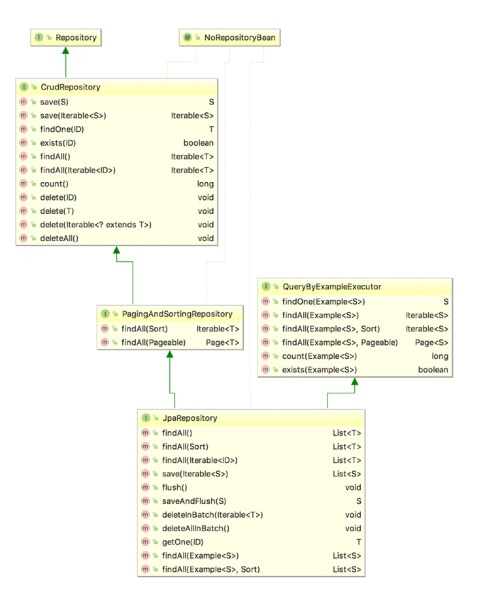 Repository
NoRepositoryBean
CrudRepository
save(S) S
save(Iterable<S>) Iterable<S>
findOne(ID) T
exists(ID) boolean
findAll() Iterable<T>
findAll(Iterable<ID>) Iterable<T>
count() long
delete(ID) void
delete(T) void
delete(Iterable<? extends T>) void
deleteAll() void
PagingAndSortingRepository
findAll(Sort) Iterable<T>
findAll(Pageable) Page<T>
QueryByExampleExecutor
findOne(Example<S>) S
findAll(Example<S>) Iterable<S>
findAll(Example<S>, Sort) Iterable<S>
findAll(Example<S>, Pageable) Page<S>
count(Example<S>) long
exists(Example<S>) boolean
JpaRepository
findAll() List<T>
findAll(Sort) List<T>
findAll(Iterable<ID>) List<T>
save(Iterable<S>) List<S>
flush() void
saveAndFlush(S) S
deleteInBatch(Iterable<T>) void
deleteAllInBatch() void
getOne(ID) T
findAll(Example<S>) List<S>
findAll(Example<S>, Sort) List<S>